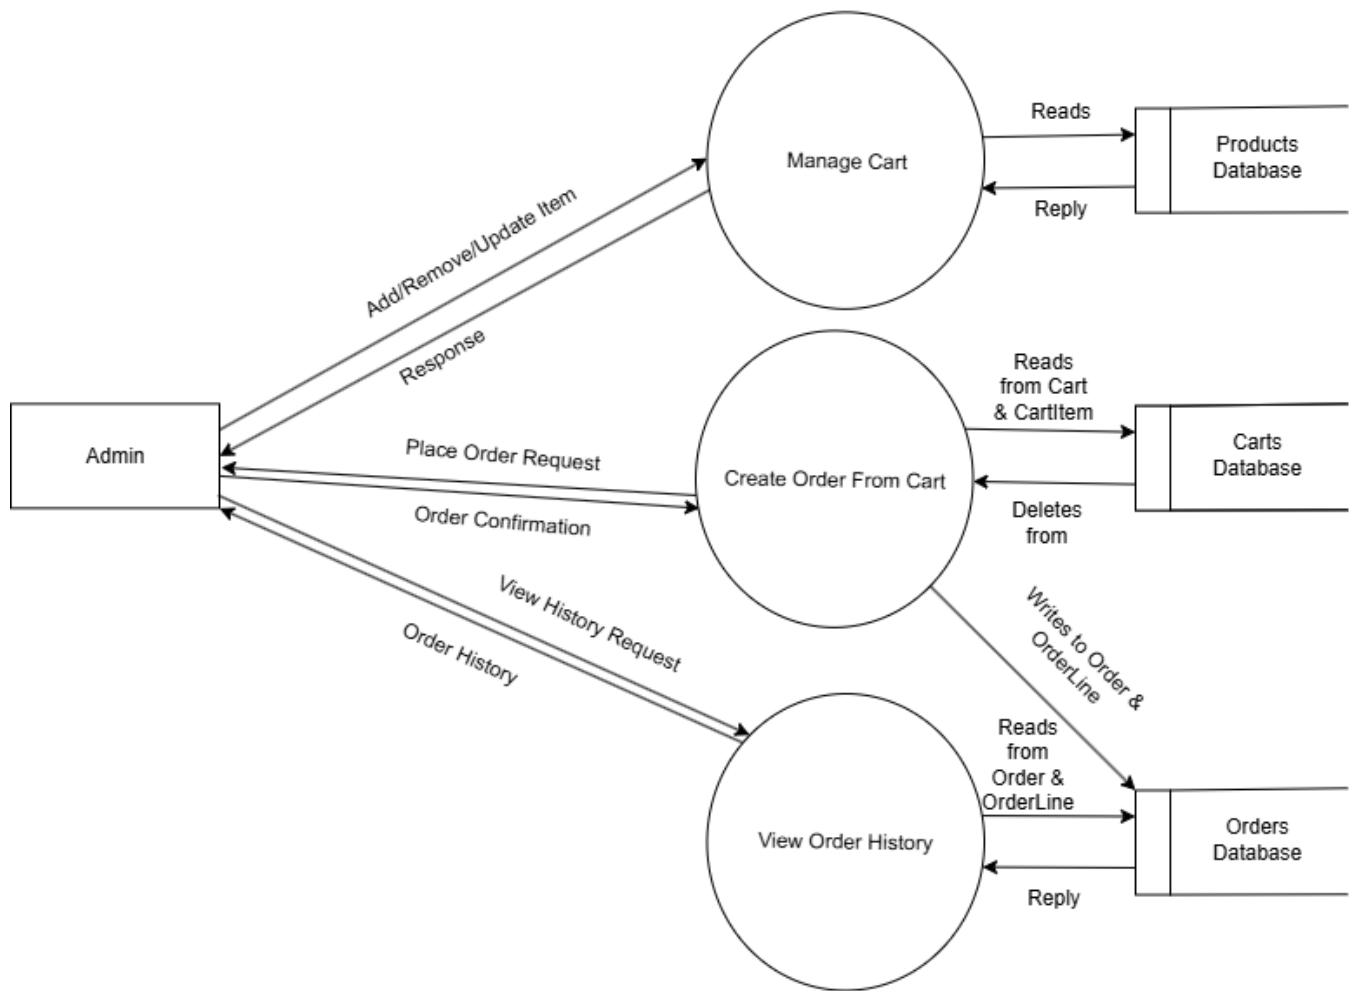 Manage Cart
Reads
Reply
Products
Database
Add/Remove/Update Item
Response
Admin
Place Order Request
Order Confirmation
Create Order From Cart
Reads
from Cart
& CartItem
Deletes
from
Carts
Database
View History Request
Order History
Writes to Order &
OrderLine
View Order History
Reads
from
Order &
OrderLine
Reply
Orders
Database